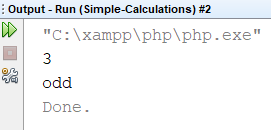 Output - Run (Simple-Calculations) #2
"C:\xampp\php\php.exe"
3
odd
Done.